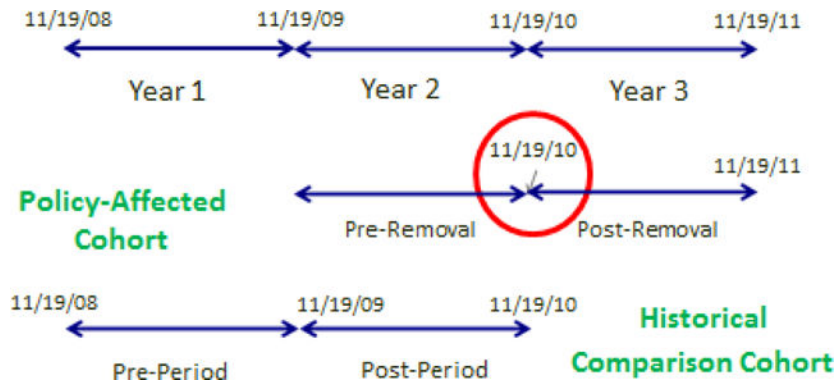 11/19/08 11/19/09 11/19/10 11/19/11
Year 1 Year 2 Year 3
11/19/10 11/19/11
Policy-Affected
Cohort
Pre-Removal Post-Removal
11/19/08 11/19/09 11/19/10
Historical
Comparison Cohort
Pre-Period Post-Period